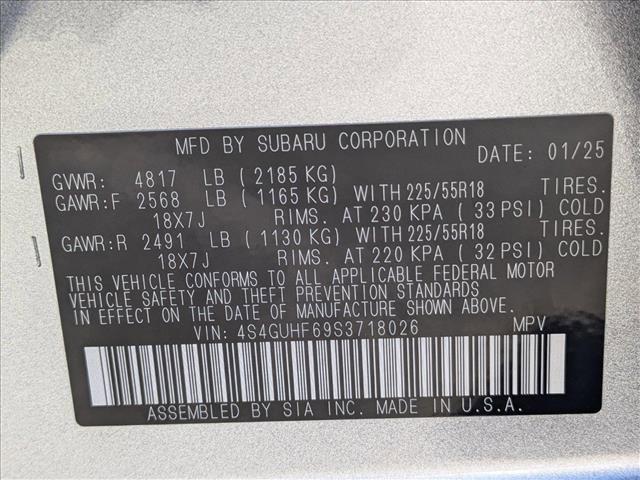 MFD BY SUBARU CORPORATION DATE: 01/25
GVWR: 4817 LB (2185 KG)
GAWR:F 2568 LB (1165 KG) WITH 225/55R18 TIRES.
18X7J RIMS. AT 230 KPA (33 PSI) COLD
GAWR:R 2491 LB (1130 KG) WITH 225/55R18 TIRES.
18X7J RIMS. AT 220 KPA (32 PSI) COLD
THIS VEHICLE CONFORMS TO ALL APPLICABLE FEDERAL MOTOR
VEHICLE SAFETY AND THEFT PREVENTION STANDARDS
IN EFFECT ON THE DATE OF MANUFACTURE SHOWN ABOVE.
VIN: 4S4GUHF69S3718026 MPV
ASSEMBLED BY SIA INC. MADE IN U.S.A.